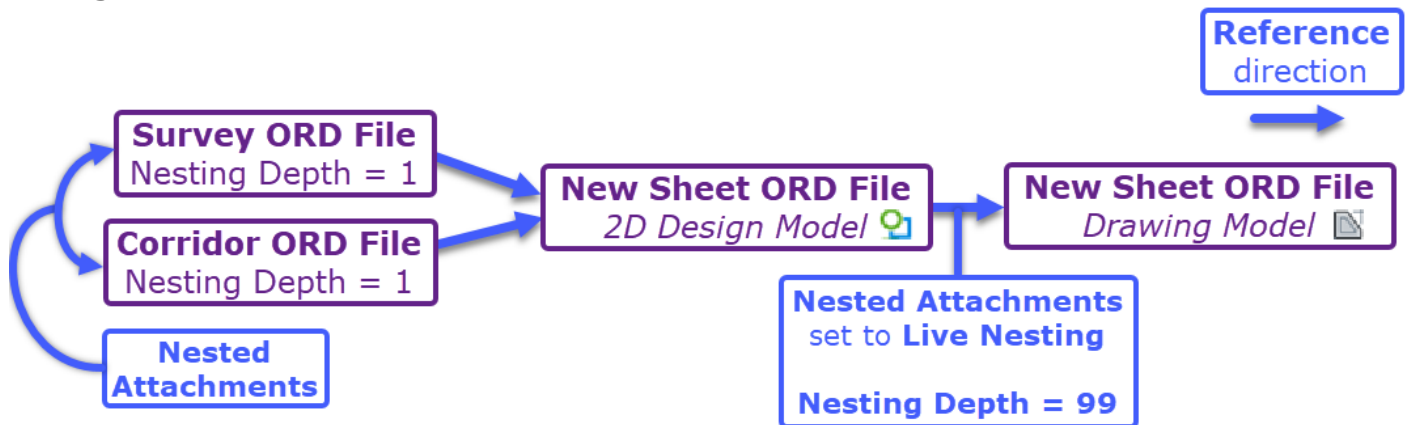 Reference
direction
Survey ORD File
Nesting Depth = 1
Corridor ORD File
Nesting Depth = 1
Nested
Attachments
New Sheet ORD File
2D Design Model
New Sheet ORD File
Drawing Model
Nested Attachments
set to Live Nesting
Nesting Depth = 99